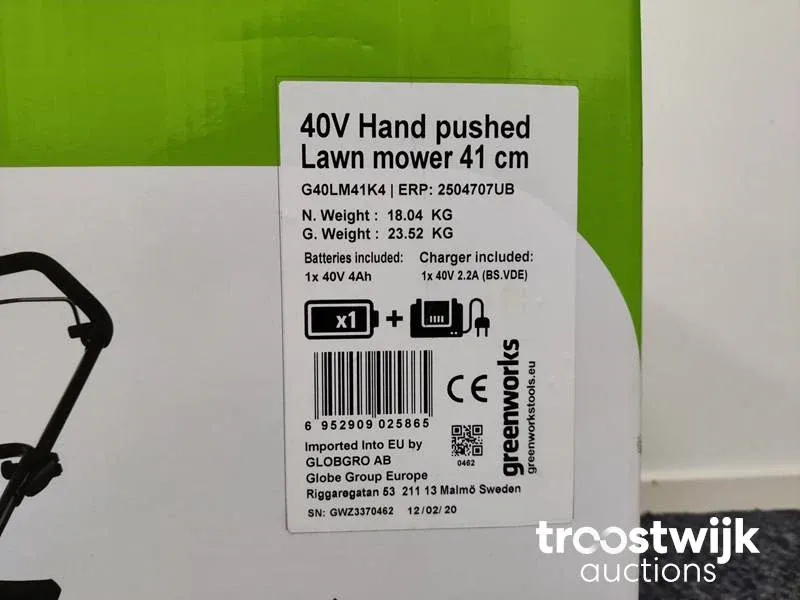 40V Hand pushed
Lawn mower 41 cm
G40LM41K4 | ERP: 2504707UB
N. Weight : 18.04 KG
G. Weight : 23.52 KG
Batteries included: Charger included:
1x 40V 4Ah 1x 40V 2.2A (BS.VDE)
x1 +
6 952909 025865
CE
0462
greenworks
greenworkstools.eu
Imported Into EU by
GLOBGRO AB
Globe Group Europe
Riggaregatan 53 211 13 Malmö Sweden
SN: GWZ3370462 12/02/20
troostwijk
auctions